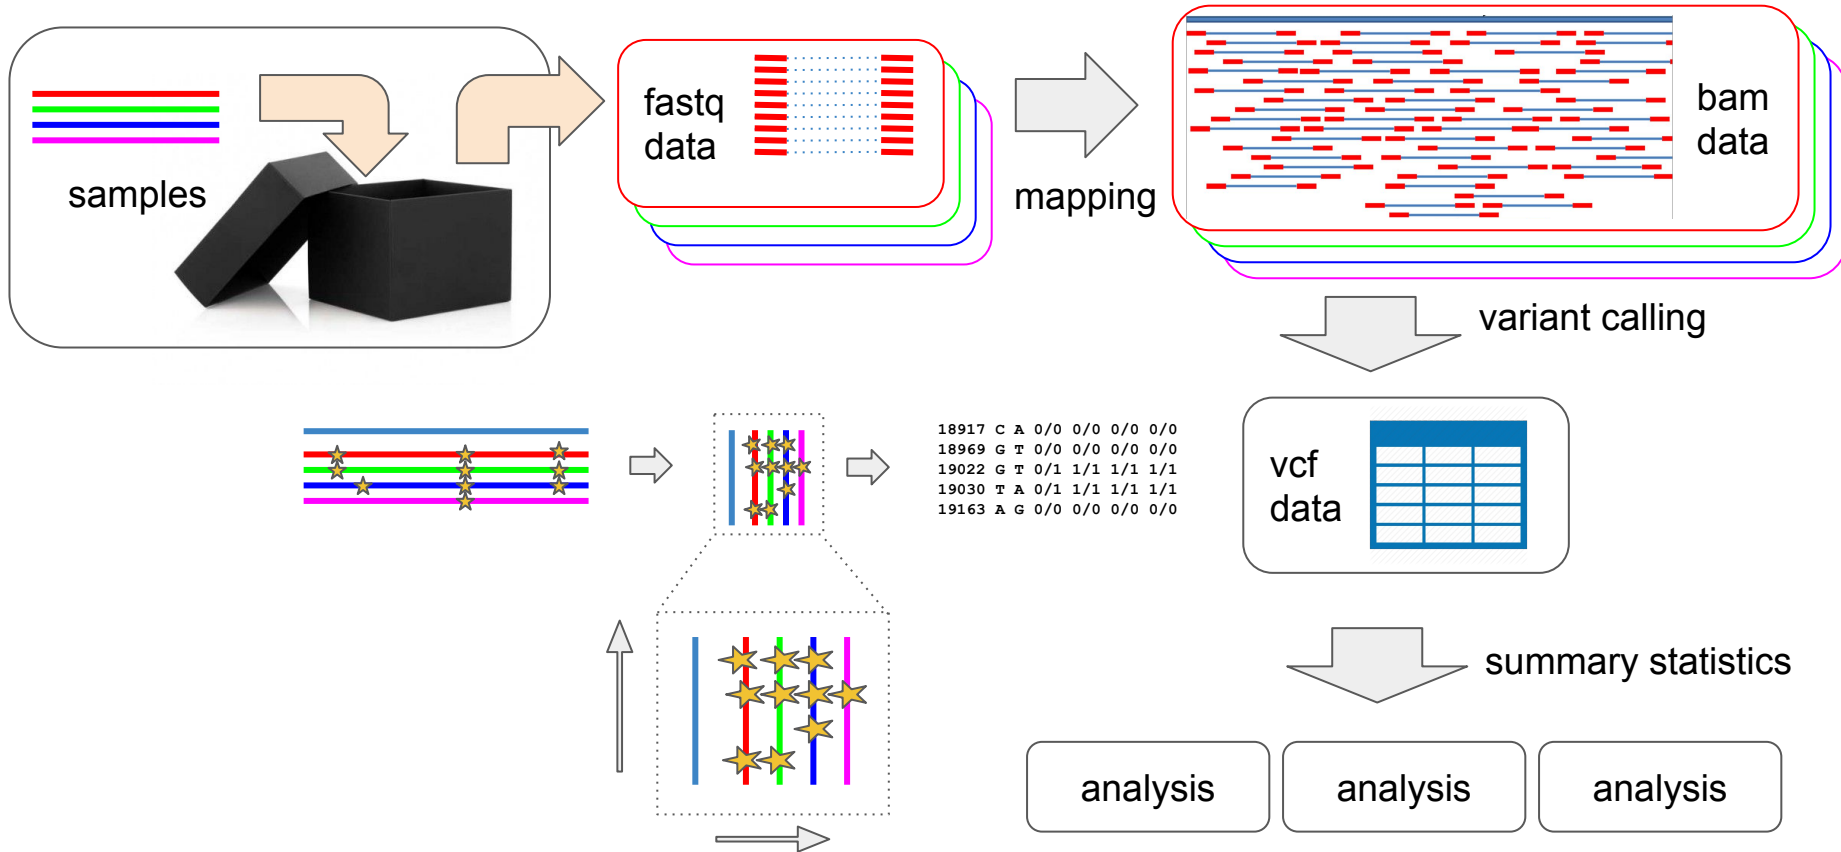 samples
fastq
data
mapping
bam
data
variant calling
18917 C A 0/0 0/0 0/0 0/0
18969 G T 0/0 0/0 0/0 0/0
19022 G T 0/1 1/1 1/1 1/1
19030 T A 0/1 1/1 1/1 1/1
19163 A G 0/0 0/0 0/0 0/0
vcf
data
summary statistics
analysis
analysis
analysis